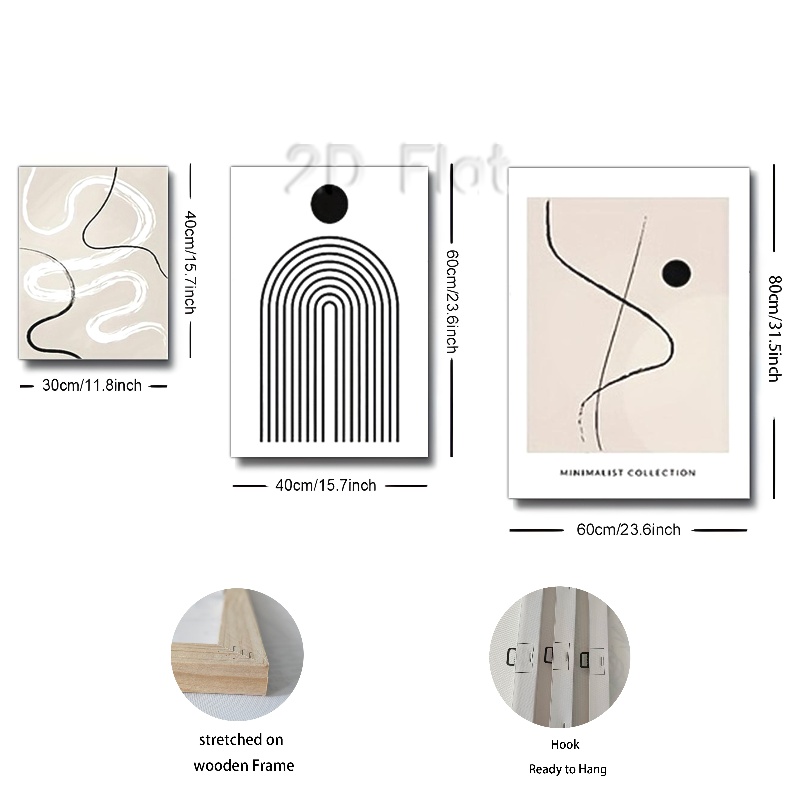 2D Flat
40cm/15.7inch
30cm/11.8inch
60cm/23.6inch
40cm/15.7inch
80cm/31.5inch
MINIMALIST COLLECTION
60cm/23.6inch
stretched on
wooden Frame
Hook
Ready to Hang